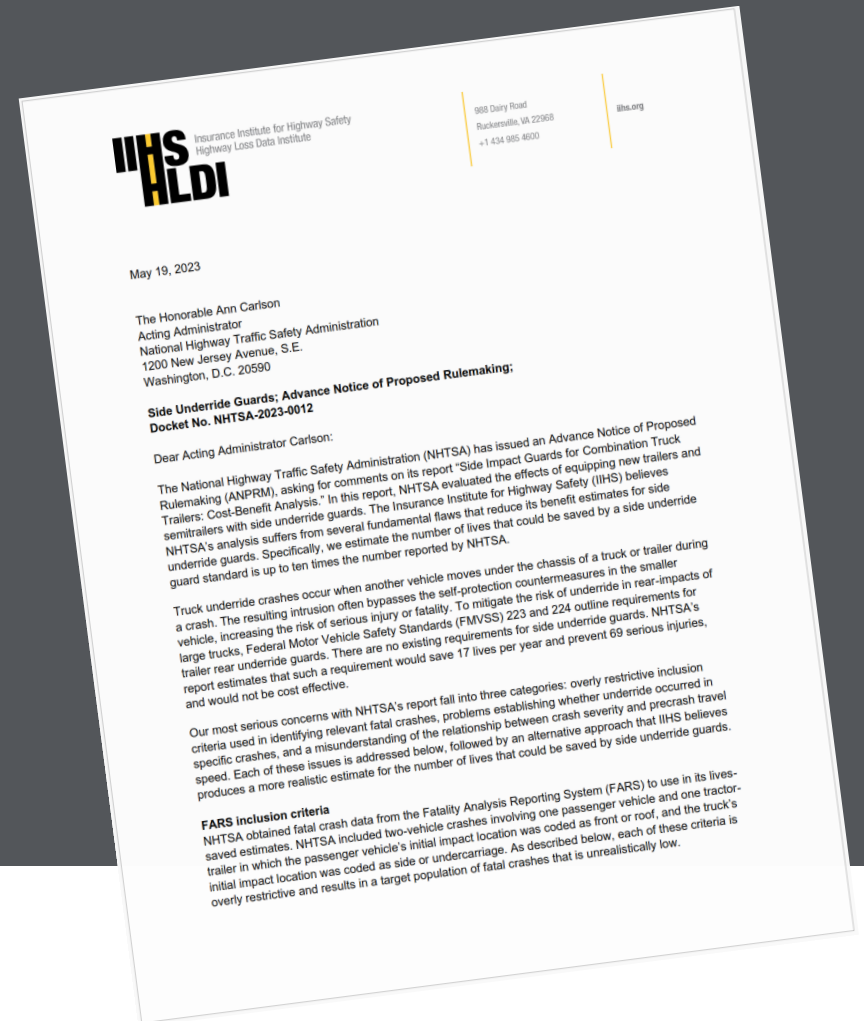 IIHS
HLDI
Insurance Institute for Highway Safety
Highway Loss Data Institute
988 Dairy Road
Ruckersville, VA 22968
+1 434 985 4600
iihs.org
May 19, 2023
The Honorable Ann Carlson
Acting Administrator
National Highway Traffic Safety Administration
1200 New Jersey Avenue, S.E.
Washington, D.C. 20590
Side Underride Guards; Advance Notice of Proposed Rulemaking;
Docket No. NHTSA-2023-0012
Dear Acting Administrator Carlson:
The National Highway Traffic Safety Administration (NHTSA) has issued an Advance Notice of Proposed
Rulemaking (ANPRM), asking for comments on its report “Side Impact Guards for Combination Truck
Trailers: Cost-Benefit Analysis.” In this report, NHTSA evaluated the effects of equipping new trailers and
semitrailers with side underride guards. The Insurance Institute for Highway Safety (IIHS) believes
NHTSA’s analysis suffers from several fundamental flaws that reduce its benefit estimates for side
underride guards. Specifically, we estimate the number of lives that could be saved by a side underride
guard standard is up to ten times the number reported by NHTSA.
Truck underride crashes occur when another vehicle moves under the chassis of a truck or trailer during
a crash. The resulting intrusion often bypasses the self-protection countermeasures in the smaller
vehicle, increasing the risk of serious injury or fatality. To mitigate the risk of underride in rear-impacts of
large trucks, Federal Motor Vehicle Safety Standards (FMVSS) 223 and 224 outline requirements for
trailer rear underride guards. There are no existing requirements for side underride guards. NHTSA’s
report estimates that such a requirement would save 17 lives per year and prevent 69 serious injuries,
and would not be cost effective.
Our most serious concerns with NHTSA’s report fall into three categories: overly restrictive inclusion
criteria used in identifying relevant fatal crashes, problems establishing whether underride occurred in
specific crashes, and a misunderstanding of the relationship between crash severity and precrash travel
speed. Each of these issues is addressed below, followed by an alternative approach that IIHS believes
produces a more realistic estimate for the number of lives that could be saved by side underride guards.
FARS inclusion criteria
NHTSA obtained fatal crash data from the Fatality Analysis Reporting System (FARS) to use in its lives-
saved estimates. NHTSA included two-vehicle crashes involving one passenger vehicle and one tractor-
trailer in which the passenger vehicle’s initial impact location was coded as front or roof, and the truck’s
initial impact location was coded as side or undercarriage. As described below, each of these criteria is
overly restrictive and results in a target population of fatal crashes that is unrealistically low.